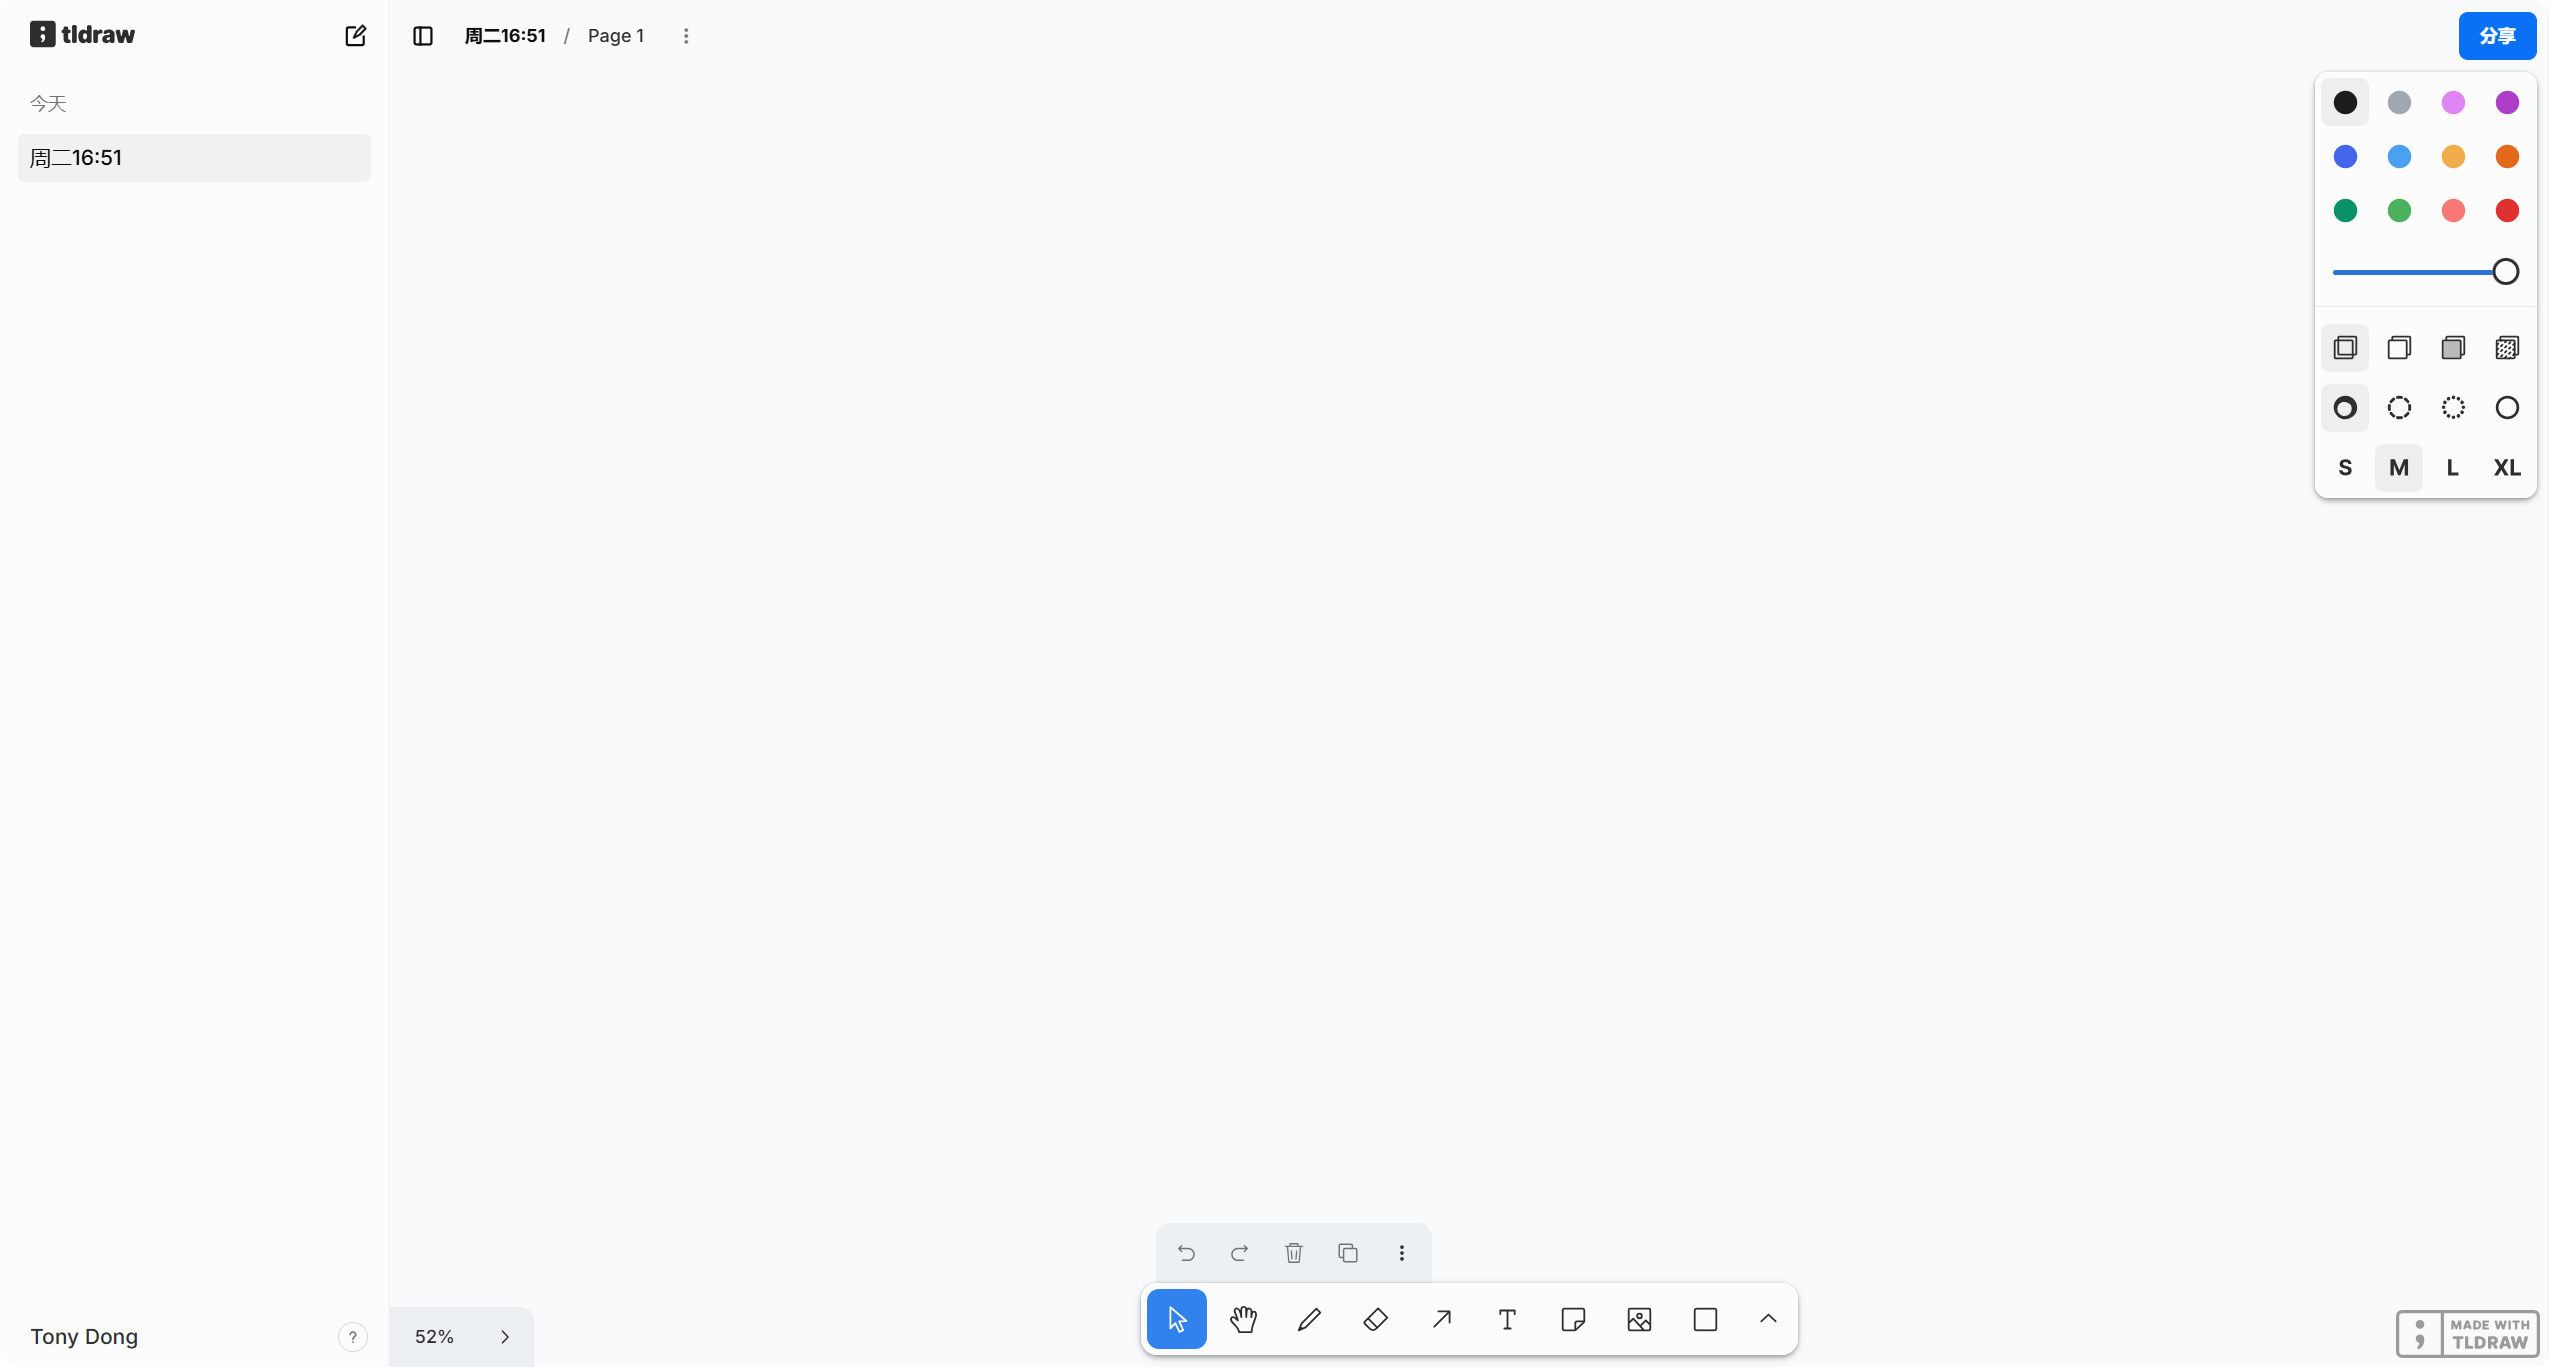 tldraw
周二16:51 / Page 1
分享
今天
周二16:51
S M L XL
Tony Dong
?
52%
MADE WITH
TLDRAW